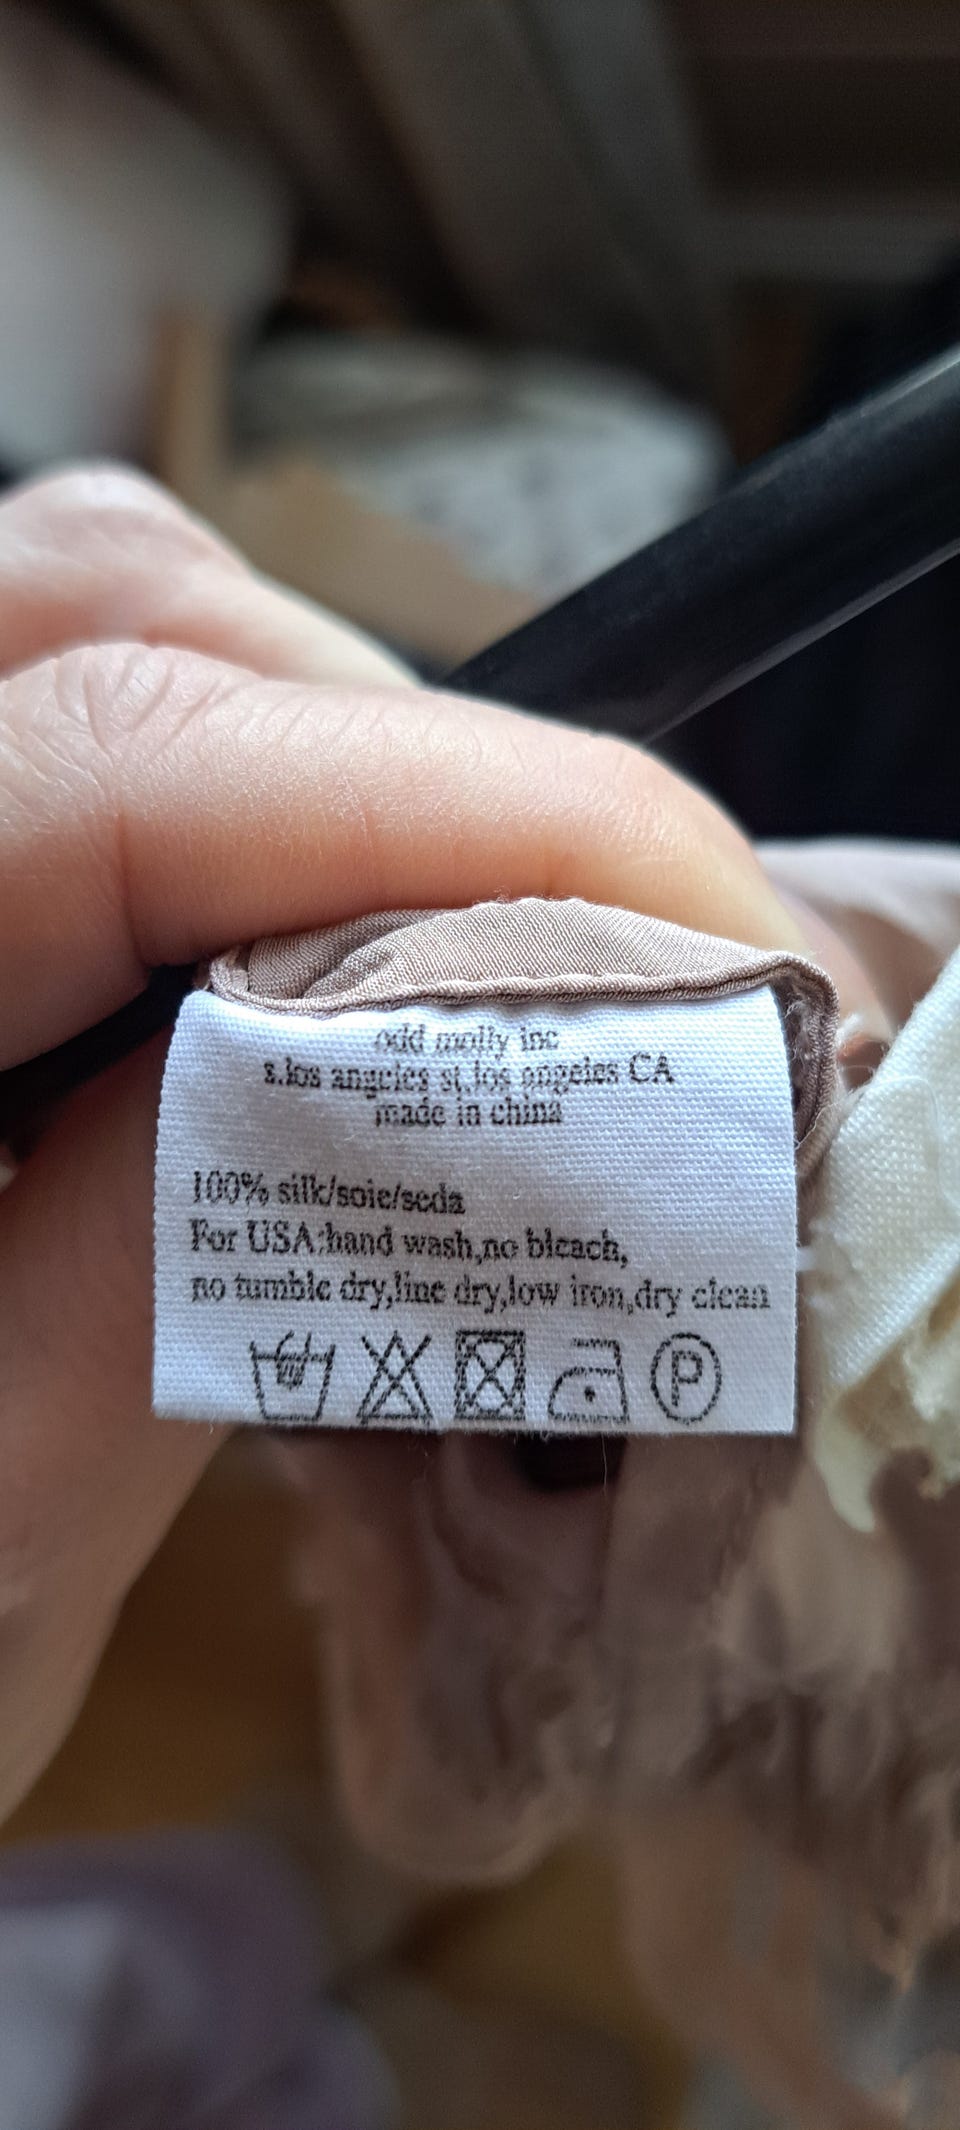 odd molly inc
s.los angeles st.los angeles CA
made in china
100% silk/soie/seda
For USA:hand wash,no bleach,
no tumble dry,line dry,low iron,dry clean
P